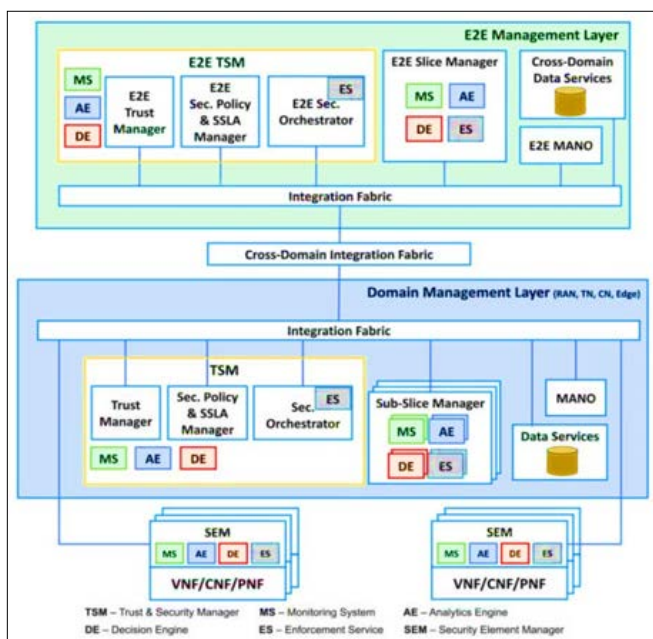 E2E Management Layer
E2E TSM
MS
AE
DE
E2E
Trust
Manager
E2E
Sec. Policy
& SSLA
Manager
ES
E2E Sec.
Orchestrator
E2E Slice Manager
MS AE
DE ES
Cross-Domain
Data Services
E2E MANO
Integration Fabric
Cross-Domain Integration Fabric
Domain Management Layer (RAN, TN, CN, Edge)
Integration Fabric
TSM
Trust
Manager
Sec. Policy
& SSLA
Manager
ES
Sec.
Orchestrator
MS AE DE
Sub-Slice Manager
MS AE
DE ES
MANO
Data Services
SEM
MS AE DE ES
VNF/CNF/PNF
SEM
MS AE DE ES
VNF/CNF/PNF
TSM – Trust & Security Manager MS – Monitoring System AE – Analytics Engine
DE – Decision Engine ES – Enforcement Service SEM – Security Element Manager